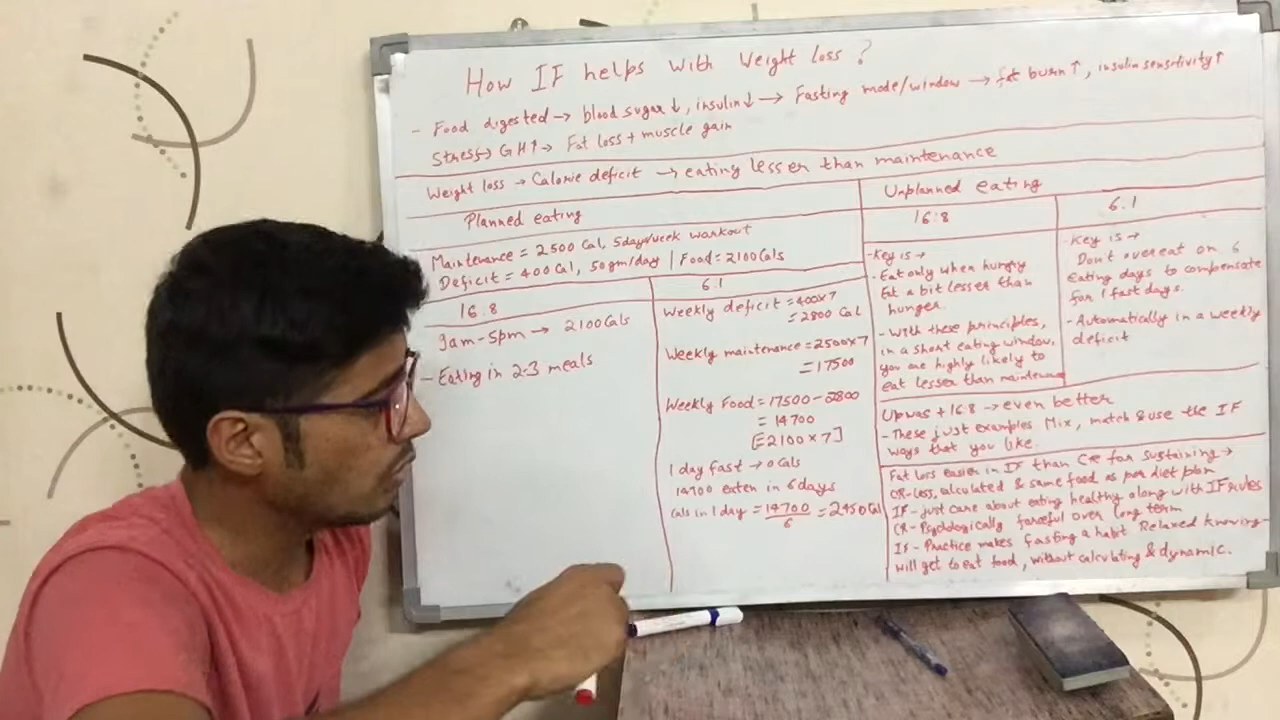 How IF helps with Weight loss?
- Food digested → blood sugar ↓, insulin ↓ → Fasting mode/window → fat burn ↑, insulin sensitivity ↑
Stress → GH↑ → Fat loss + muscle gain
Weight loss → Calorie deficit → eating lesser than maintenance
Planned eating
Maintenance = 2500 Cal, 5days/week workout
Deficit = 400 Cal, 50gm/day | Food = 2100 Cals
16:8
9am-5pm → 2100 Cals
- Eating in 2-3 meals
6:1
Weekly deficit = 400x7
= 2800 Cal
Weekly maintenance = 2500x7
= 17500
Weekly Food = 17500 - 2800
= 14700
[= 2100 x 7]
1 day fast → 0 Cals
14700 eaten in 6 days
Cals in 1 day = 14700/6 = 2450 Cal
Unplanned eating
16:8
- Key is →
- Eat only when hungry
Eat a bit lesser than
hunger.
- With these principles,
in a short eating window,
you are highly likely to
eat lesser than maintenance
6:1
- Key is →
Don't overeat on 6
eating days to compensate
for 1 fast days.
- Automatically in a weekly
deficit
Upwas + 16:8 → even better
- These just examples. Mix, match & use the IF
ways that you like.
Fat loss easier in IF than CR for sustaining →
CR - less, calculated & same food as per diet plan
IF - just care about eating healthy along with IF rules
CR - Psychologically forceful over long term
IF - Practice makes fasting a habit Relaxed knowing
will get to eat food, without calculating & dynamic.